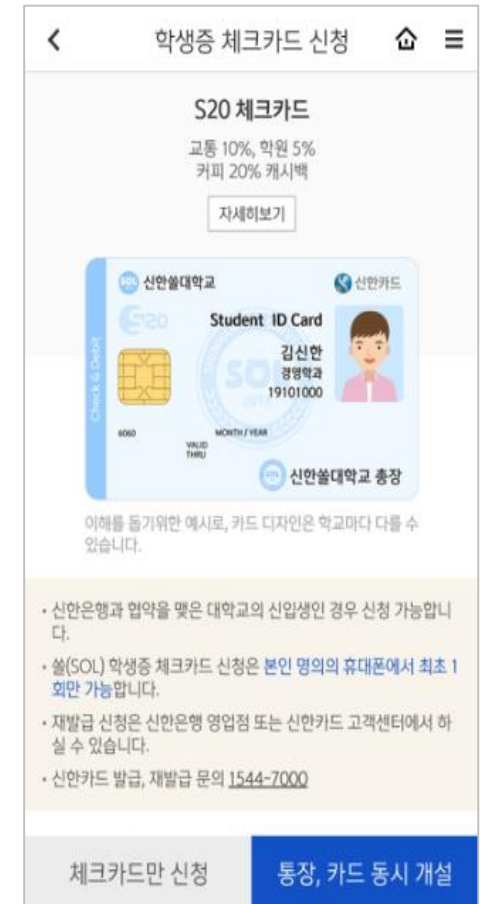 학생증 체크카드 신청
S20 체크카드
교통 10%, 학원 5%
커피 20% 캐시백
자세히보기
SOL 신한쏠대학교
신한카드
S20
Student ID Card
김신한
경영학과
19101000
Check & Debit
SOL
6060
MONTH / YEAR
VALID
THRU
신한쏠대학교 총장
이해를 돕기위한 예시로, 카드 디자인은 학교마다 다를 수
있습니다.
• 신한은행과 협약을 맺은 대학교의 신입생인 경우 신청 가능합니
다.
• 쏠(SOL) 학생증 체크카드 신청은 본인 명의의 휴대폰에서 최초 1
회만 가능합니다.
• 재발급 신청은 신한은행 영업점 또는 신한카드 고객센터에서 하
실 수 있습니다.
• 신한카드 발급, 재발급 문의 1544-7000
체크카드만 신청
통장, 카드 동시 개설